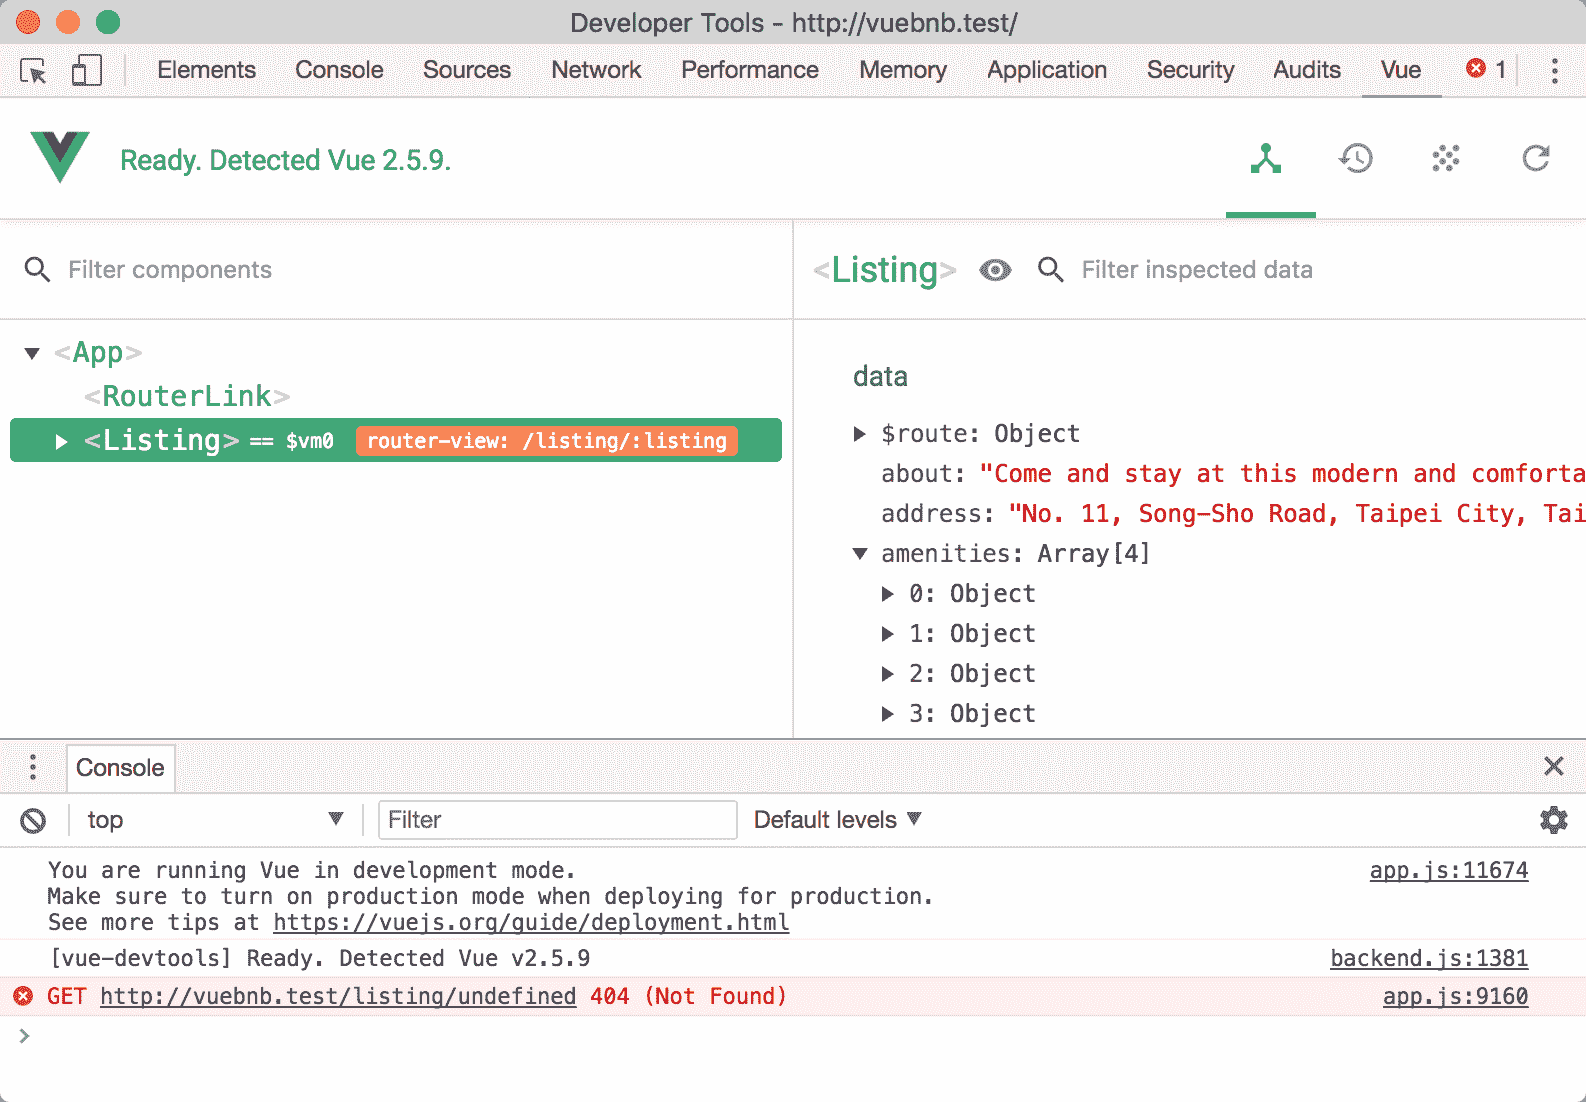 Developer Tools - http://vuebnb.test/
Elements Console Sources Network Performance Memory Application Security Audits Vue 1
Ready. Detected Vue 2.5.9.
Filter components
<Listing> Filter inspected data
<App>
<RouterLink>
<Listing> == $vm0 router-view: /listing/:listing
data
$route: Object
about: "Come and stay at this modern and comforta
address: "No. 11, Song-Sho Road, Taipei City, Tai
amenities: Array[4]
0: Object
1: Object
2: Object
3: Object
Console
top Filter Default levels
You are running Vue in development mode. app.js:11674
Make sure to turn on production mode when deploying for production.
See more tips at https://vuejs.org/guide/deployment.html
[vue-devtools] Ready. Detected Vue v2.5.9 backend.js:1381
GET http://vuebnb.test/listing/undefined 404 (Not Found) app.js:9160